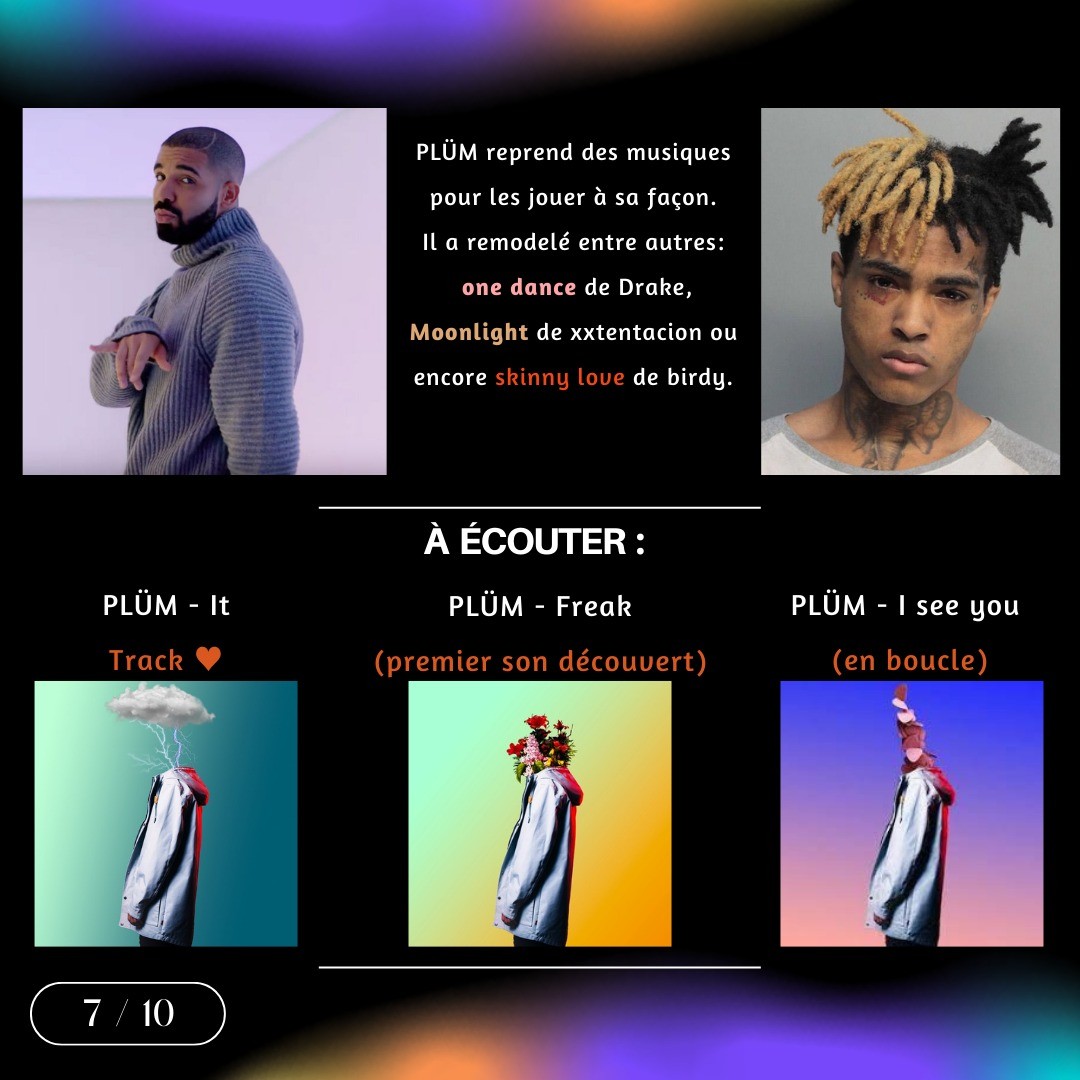 PLÜM reprend des musiques
pour les jouer à sa façon.
Il a remodelé entre autres:
one dance de Drake,
Moonlight de xxtentacion ou
encore skinny love de birdy.
À ÉCOUTER :
PLÜM - It
Track ♥
PLÜM - Freak
(premier son découvert)
PLÜM - I see you
(en boucle)
7 / 10